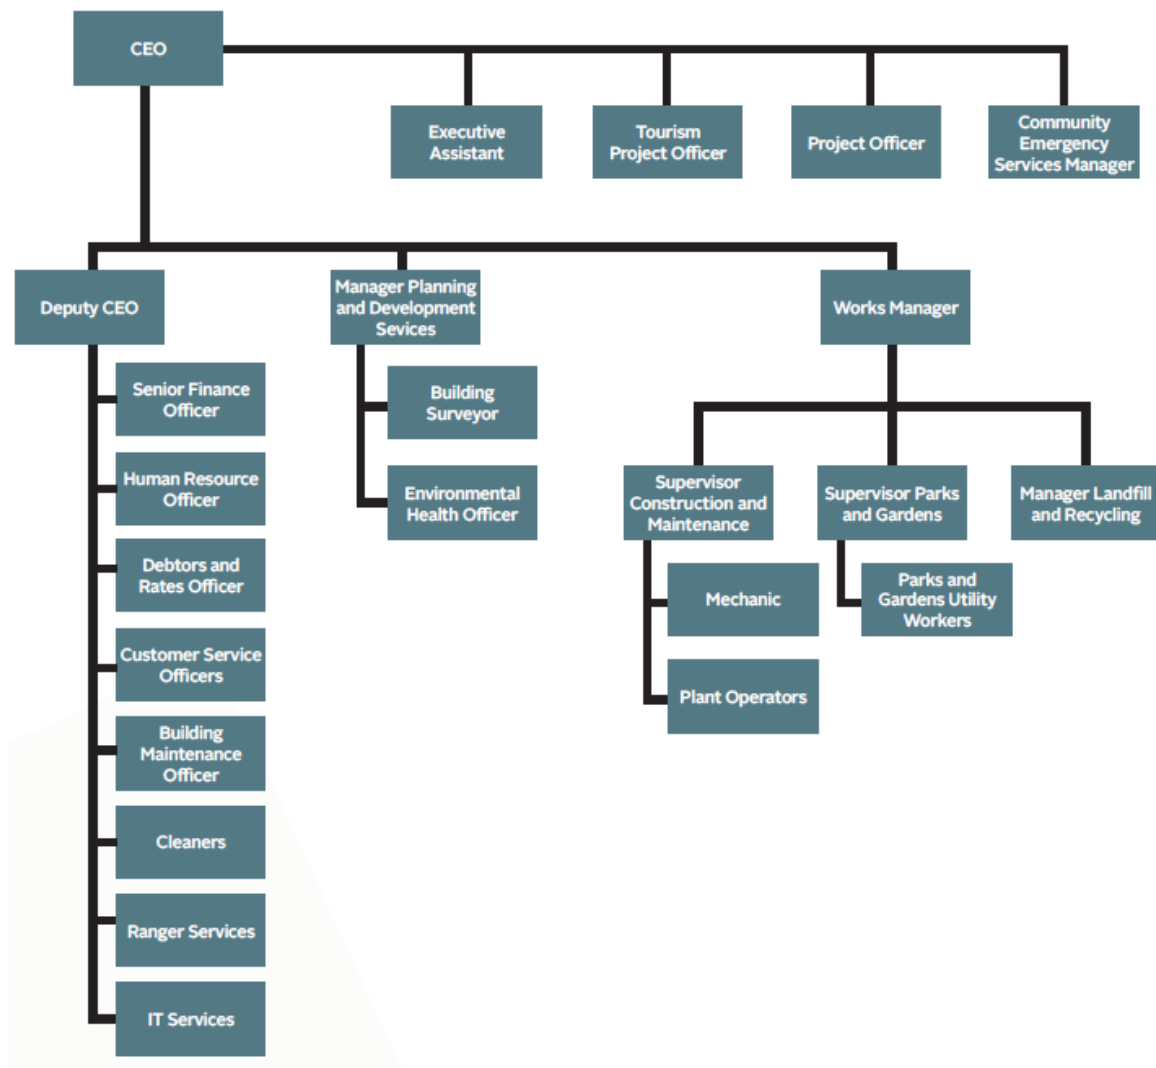 CEO
Executive
Assistant
Tourism
Project Officer
Project Officer
Community
Emergency
Services Manager
Deputy CEO
Manager Planning
and Development
Sevices
Works Manager
Senior Finance
Officer
Human Resource
Officer
Debtors and
Rates Officer
Customer Service
Officers
Building
Maintenance
Officer
Cleaners
Ranger Services
IT Services
Building
Surveyor
Environmental
Health Officer
Supervisor
Construction and
Maintenance
Mechanic
Plant Operators
Supervisor Parks
and Gardens
Parks and
Gardens Utility
Workers
Manager Landfill
and Recycling